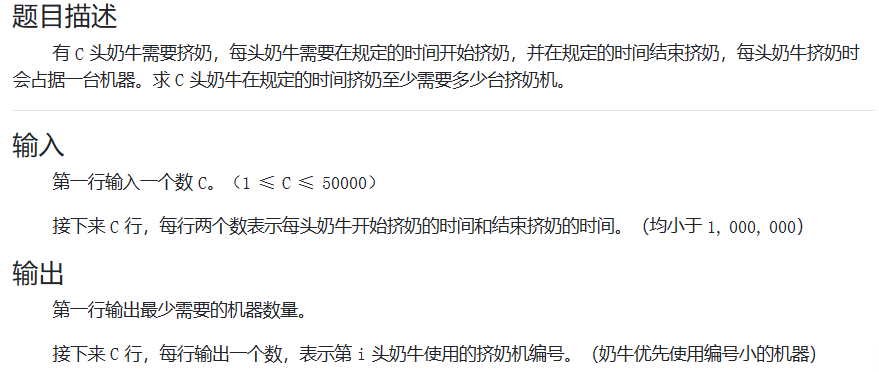 题目描述
有 C 头奶牛需要挤奶，每头奶牛需要在规定的时间开始挤奶，并在规定的时间结束挤奶，每头奶牛挤奶时
会占据一台机器。求 C 头奶牛在规定的时间挤奶至少需要多少台挤奶机。
输入
第一行输入一个数 C。（1 ≤ C ≤ 50000）
接下来 C 行，每行两个数表示每头奶牛开始挤奶的时间和结束挤奶的时间。（均小于 1, 000, 000）
输出
第一行输出最少需要的机器数量。
接下来 C 行，每行输出一个数，表示第 i 头奶牛使用的挤奶机编号。（奶牛优先使用编号小的机器）